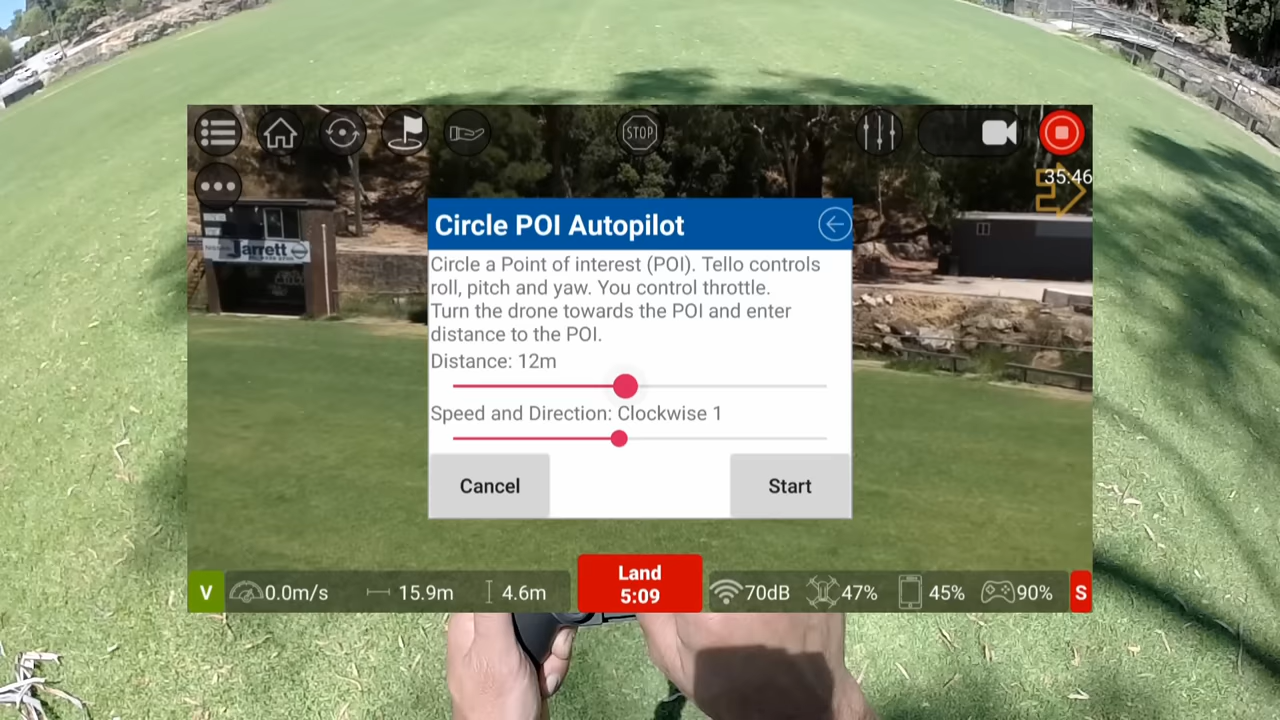 STOP
35:46
Jarrett
Circle POI Autopilot
Circle a Point of interest (POI). Tello controls
roll, pitch and yaw. You control throttle.
Turn the drone towards the POI and enter
distance to the POI.
Distance: 12m
Speed and Direction: Clockwise 1
Cancel
Start
Land
5:09
V
0.0m/s
15.9m
4.6m
70dB
47%
45%
90%
S